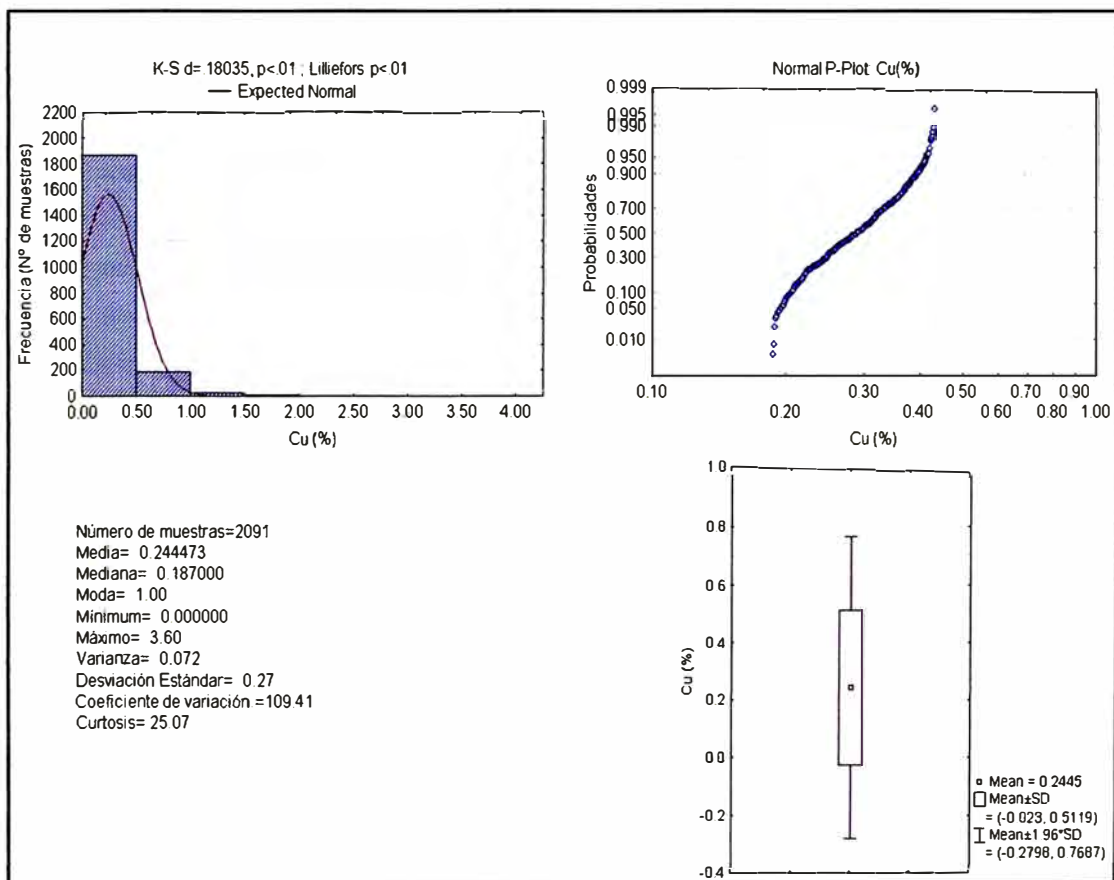 K-S d=.18035, p<.01 ; Lilliefors p<.01
— Expected Normal
Frecuencia (Nº de muestras)
2200
2000
1800
1600
1400
1200
1000
800
600
400
200
0
0.00 0.50 1.00 1.50 2.00 2.50 3.00 3.50 4.00
Cu (%)
Normal P-Plot: Cu(%)
Probabilidades
0.999
0.995
0.990
0.950
0.900
0.700
0.500
0.300
0.100
0.050
0.010
0.10 0.30 0.50 0.70 0.90
0.20 0.40 0.60 0.80 1.00
Cu (%)
Número de muestras=2091
Media= 0.244473
Mediana= 0.187000
Moda= 1.00
Mínimum= 0.000000
Máximo= 3.60
Varianza= 0.072
Desviación Estándar= 0.27
Coeficiente de variación =109.41
Curtosis= 25.07
Cu (%)
1.0
0.8
0.6
0.4
0.2
0.0
-0.2
-0.4
Mean = 0.2445
Mean±SD
= (-0.023, 0.5119)
Mean±1.96*SD
= (-0.2798, 0.7687)